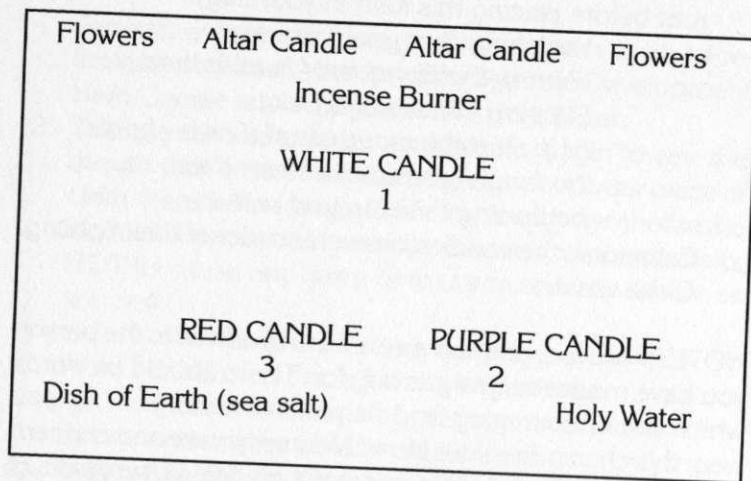 Flowers Altar Candle Altar Candle Flowers
Incense Burner
WHITE CANDLE
1
RED CANDLE PURPLE CANDLE
3 2
Dish of Earth (sea salt) Holy Water